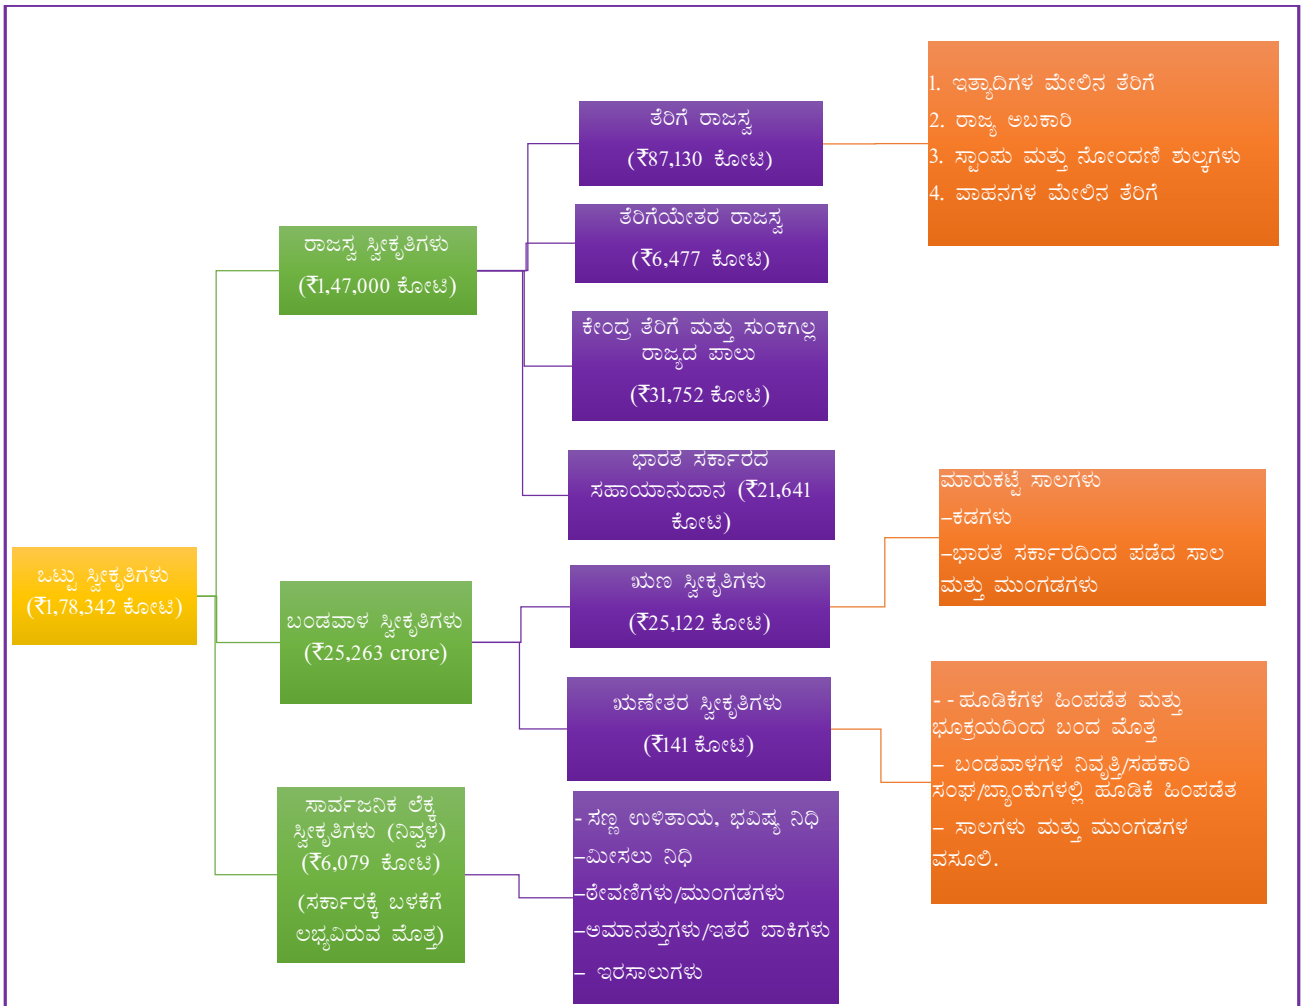 ಒಟ್ಟು ಸ್ವೀಕೃತಿಗಳು
(₹1,78,342 ಕೋಟಿ)
ರಾಜಸ್ವ ಸ್ವೀಕೃತಿಗಳು
(₹1,47,000 ಕೋಟಿ)
ತೆರಿಗೆ ರಾಜಸ್ವ
(₹87,130 ಕೋಟಿ)
1. ಇತ್ಯಾದಿಗಳ ಮೇಲಿನ ತೆರಿಗೆ
2. ರಾಜ್ಯ ಅಬಕಾರಿ
3. ಸ್ಟಾಂಪು ಮತ್ತು ನೋಂದಣಿ ಶುಲ್ಕಗಳು
4. ವಾಹನಗಳ ಮೇಲಿನ ತೆರಿಗೆ
ತೆರಿಗೆಯೇತರ ರಾಜಸ್ವ
(₹6,477 ಕೋಟಿ)
ಕೇಂದ್ರ ತೆರಿಗೆ ಮತ್ತು ಸುಂಕಗಿಲ್ಲ
ರಾಜ್ಯದ ಪಾಲು
(₹31,752 ಕೋಟಿ)
ಭಾರತ ಸರ್ಕಾರದ
ಸಹಾಯಾನುದಾನ (₹21,641
ಕೋಟಿ)
ಬಂಡವಾಳ ಸ್ವೀಕೃತಿಗಳು
(₹25,263 crore)
ಋಣ ಸ್ವೀಕೃತಿಗಳು
(₹25,122 ಕೋಟಿ)
ಮಾರುಕಟ್ಟೆ ಸಾಲಗಳು
–ಕಡಗಳು
–ಭಾರತ ಸರ್ಕಾರದಿಂದ ಪಡೆದ ಸಾಲ
ಮತ್ತು ಮುಂಗಡಗಳು
ಋಣೇತರ ಸ್ವೀಕೃತಿಗಳು
(₹141 ಕೋಟಿ)
- - ಹೂಡಿಕೆಗಳ ಹಿಂಪಡೆತ ಮತ್ತು
ಭೂಕ್ರಯದಿಂದ ಬಂದ ಮೊತ್ತ
– ಬಂಡವಾಳಗಳ ನಿವೃತ್ತಿ/ಸಹಕಾರಿ
ಸಂಘ/ಬ್ಯಾಂಕುಗಳಲ್ಲಿ ಹೂಡಿಕೆ ಹಿಂಪಡೆತ
– ಸಾಲಗಳು ಮತ್ತು ಮುಂಗಡಗಳ
ವಸೂಲಿ.
ಸಾರ್ವಜನಿಕ ಲೆಕ್ಕ
ಸ್ವೀಕೃತಿಗಳು (ನಿವ್ವಳ)
(₹6,079 ಕೋಟಿ)
(ಸರ್ಕಾರಕ್ಕೆ ಬಳಕೆಗೆ
ಲಭ್ಯವಿರುವ ಮೊತ್ತ)
- ಸಣ್ಣ ಉಳಿತಾಯ, ಭವಿಷ್ಯ ನಿಧಿ
–ಮೀಸಲು ನಿಧಿ
–ಠೇವಣಿಗಳು/ಮುಂಗಡಗಳು
–ಅಮಾನತ್ತುಗಳು/ಇತರೆ ಬಾಕಿಗಳು
– ಇರಸಾಲುಗಳು